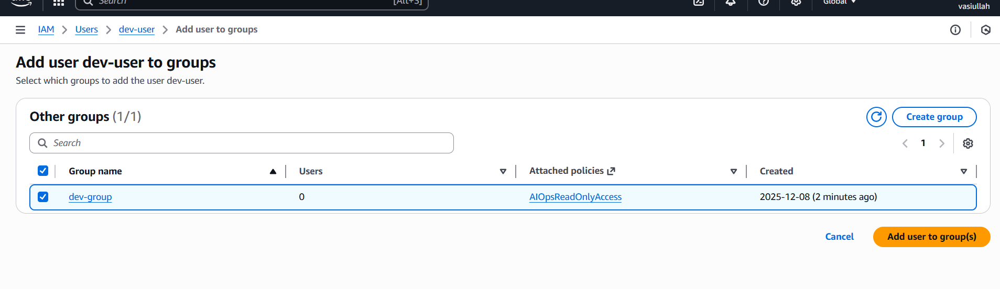 Search [Alt+S] Global
vasiullah
IAM Users dev-user Add user to groups
Add user dev-user to groups
Select which groups to add the user dev-user.
Other groups (1/1) Create group
Search 1
Group name Users Attached policies Created
dev-group 0 AIOpsReadOnlyAccess 2025-12-08 (2 minutes ago)
Cancel Add user to group(s)